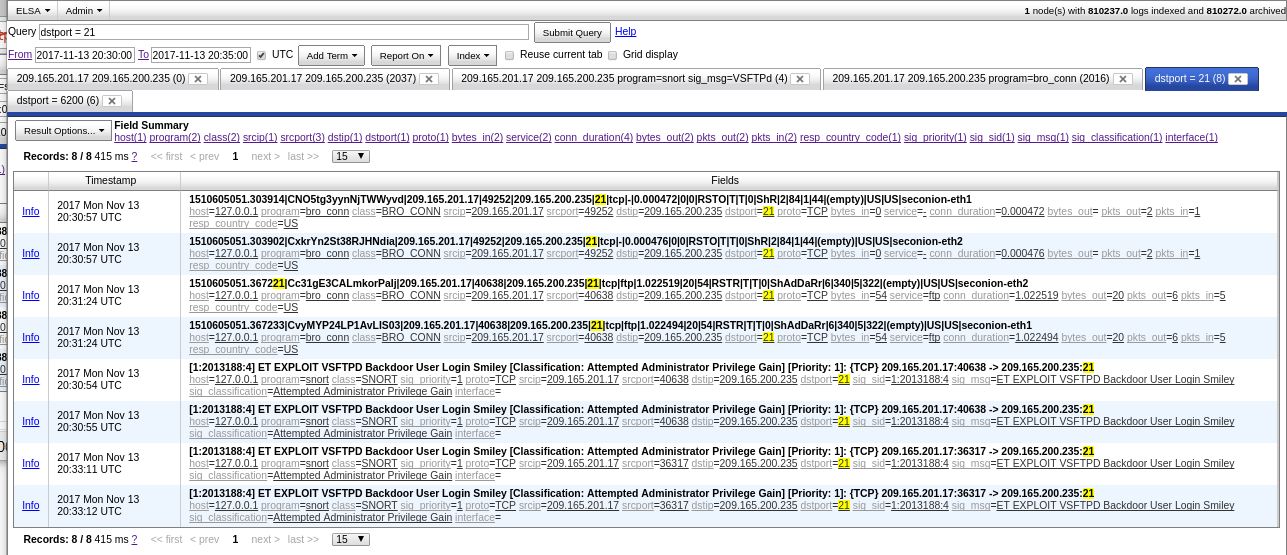 ELSA Admin 1 node(s) with 810237.0 logs indexed and 810272.0 archived
Query dstport = 21 Submit Query Help
From 2017-11-13 20:30:00 To 2017-11-13 20:35:00 UTC Add Term Report On Index Reuse current tab Grid display
209.165.201.17 209.165.200.235 (0) 209.165.201.17 209.165.200.235 (2037) 209.165.201.17 209.165.200.235 program=snort sig_msg=VSFTPd (4) 209.165.201.17 209.165.200.235 program=bro_conn (2016) dstport = 21 (8)
dstport = 6200 (6)
Result Options... Field Summary
host(1) program(2) class(2) srcip(1) srcport(3) dstip(1) dstport(1) proto(1) bytes_in(2) service(2) conn_duration(4) bytes_out(2) pkts_out(2) pkts_in(2) resp_country_code(1) sig_priority(1) sig_sid(1) sig_msg(1) sig_classification(1) interface(1)
Records: 8 / 8 415 ms ? << first < prev 1 next > last >> 15
Timestamp Fields
Info 2017 Mon Nov 13 20:30:57 UTC
1510605051.303914|CNO5tg3yynNjTWWyvd|209.165.201.17|49252|209.165.200.235|21|tcp|-|0.000472|0|0|RSTO|T|T|0|ShR|2|84|1|44|(empty)|US|US|seconion-eth1
host=127.0.0.1 program=bro_conn class=BRO_CONN srcip=209.165.201.17 srcport=49252 dstip=209.165.200.235 dstport=21 proto=TCP bytes_in=0 service=- conn_duration=0.000472 bytes_out= pkts_out=2 pkts_in=1
resp_country_code=US
Info 2017 Mon Nov 13 20:30:57 UTC
1510605051.303902|CxkrYn2St38RJHNdia|209.165.201.17|49252|209.165.200.235|21|tcp|-|0.000476|0|0|RSTO|T|T|0|ShR|2|84|1|44|(empty)|US|US|seconion-eth2
host=127.0.0.1 program=bro_conn class=BRO_CONN srcip=209.165.201.17 srcport=49252 dstip=209.165.200.235 dstport=21 proto=TCP bytes_in=0 service=- conn_duration=0.000476 bytes_out= pkts_out=2 pkts_in=1
resp_country_code=US
Info 2017 Mon Nov 13 20:31:24 UTC
1510605051.367221|Cc31gE3CALmkorPalj|209.165.201.17|40638|209.165.200.235|21|tcp|ftp|1.022519|20|54|RSTR|T|T|0|ShAdDaRr|6|340|5|322|(empty)|US|US|seconion-eth2
host=127.0.0.1 program=bro_conn class=BRO_CONN srcip=209.165.201.17 srcport=40638 dstip=209.165.200.235 dstport=21 proto=TCP bytes_in=54 service=ftp conn_duration=1.022519 bytes_out=20 pkts_out=6 pkts_in=5
resp_country_code=US
Info 2017 Mon Nov 13 20:31:24 UTC
1510605051.367233|CvyMYP24LP1AvLIS03|209.165.201.17|40638|209.165.200.235|21|tcp|ftp|1.022494|20|54|RSTR|T|T|0|ShAdDaRr|6|340|5|322|(empty)|US|US|seconion-eth1
host=127.0.0.1 program=bro_conn class=BRO_CONN srcip=209.165.201.17 srcport=40638 dstip=209.165.200.235 dstport=21 proto=TCP bytes_in=54 service=ftp conn_duration=1.022494 bytes_out=20 pkts_out=6 pkts_in=5
resp_country_code=US
Info 2017 Mon Nov 13 20:30:54 UTC
[1:2013188:4] ET EXPLOIT VSFTPD Backdoor User Login Smiley [Classification: Attempted Administrator Privilege Gain] [Priority: 1]: {TCP} 209.165.201.17:40638 -> 209.165.200.235:21
host=127.0.0.1 program=snort class=SNORT sig_priority=1 proto=TCP srcip=209.165.201.17 srcport=40638 dstip=209.165.200.235 dstport=21 sig_sid=1:2013188:4 sig_msg=ET EXPLOIT VSFTPD Backdoor User Login Smiley
sig_classification=Attempted Administrator Privilege Gain interface=
Info 2017 Mon Nov 13 20:30:55 UTC
[1:2013188:4] ET EXPLOIT VSFTPD Backdoor User Login Smiley [Classification: Attempted Administrator Privilege Gain] [Priority: 1]: {TCP} 209.165.201.17:40638 -> 209.165.200.235:21
host=127.0.0.1 program=snort class=SNORT sig_priority=1 proto=TCP srcip=209.165.201.17 srcport=40638 dstip=209.165.200.235 dstport=21 sig_sid=1:2013188:4 sig_msg=ET EXPLOIT VSFTPD Backdoor User Login Smiley
sig_classification=Attempted Administrator Privilege Gain interface=
Info 2017 Mon Nov 13 20:33:11 UTC
[1:2013188:4] ET EXPLOIT VSFTPD Backdoor User Login Smiley [Classification: Attempted Administrator Privilege Gain] [Priority: 1]: {TCP} 209.165.201.17:36317 -> 209.165.200.235:21
host=127.0.0.1 program=snort class=SNORT sig_priority=1 proto=TCP srcip=209.165.201.17 srcport=36317 dstip=209.165.200.235 dstport=21 sig_sid=1:2013188:4 sig_msg=ET EXPLOIT VSFTPD Backdoor User Login Smiley
sig_classification=Attempted Administrator Privilege Gain interface=
Info 2017 Mon Nov 13 20:33:12 UTC
[1:2013188:4] ET EXPLOIT VSFTPD Backdoor User Login Smiley [Classification: Attempted Administrator Privilege Gain] [Priority: 1]: {TCP} 209.165.201.17:36317 -> 209.165.200.235:21
host=127.0.0.1 program=snort class=SNORT sig_priority=1 proto=TCP srcip=209.165.201.17 srcport=36317 dstip=209.165.200.235 dstport=21 sig_sid=1:2013188:4 sig_msg=ET EXPLOIT VSFTPD Backdoor User Login Smiley
sig_classification=Attempted Administrator Privilege Gain interface=
Records: 8 / 8 415 ms ? << first < prev 1 next > last >> 15